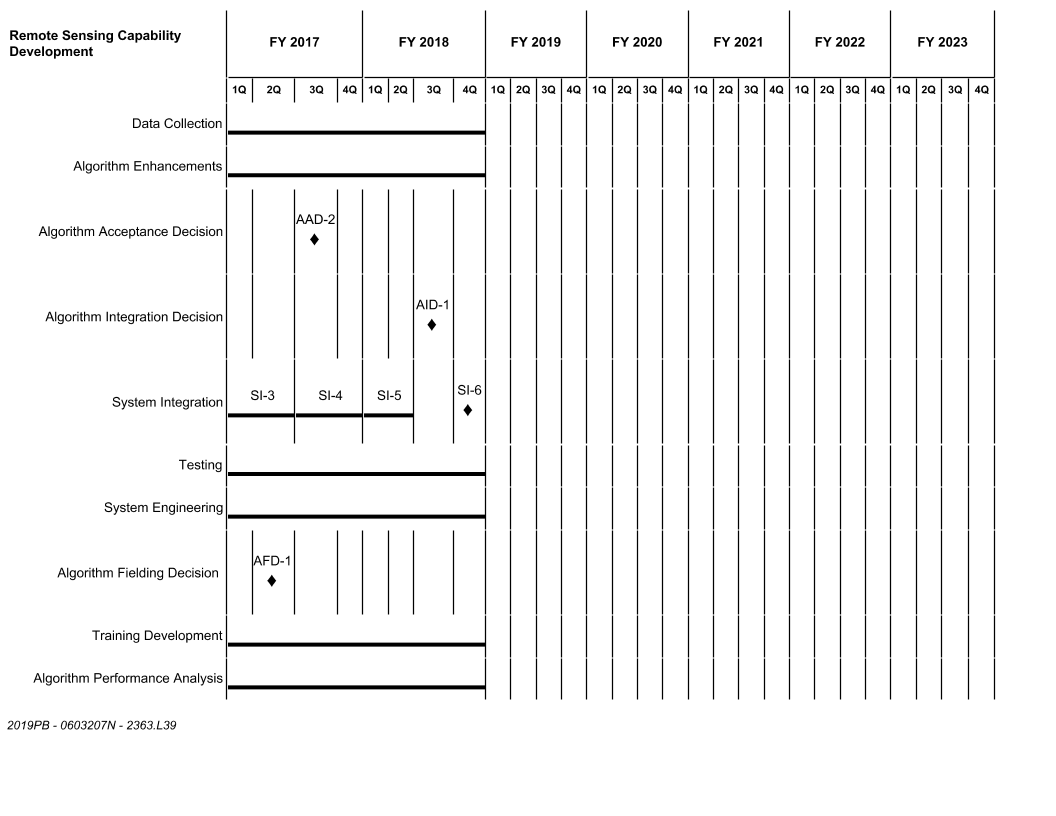 Remote Sensing Capability
Development
FY 2017 FY 2018 FY 2019 FY 2020 FY 2021 FY 2022 FY 2023
1Q 2Q 3Q 4Q 1Q 2Q 3Q 4Q 1Q 2Q 3Q 4Q 1Q 2Q 3Q 4Q 1Q 2Q 3Q 4Q 1Q 2Q 3Q 4Q 1Q 2Q 3Q 4Q
Data Collection
Algorithm Enhancements
AAD-2
Algorithm Acceptance Decision
AID-1
Algorithm Integration Decision
SI-3 SI-4 SI-5 SI-6
System Integration
Testing
System Engineering
AFD-1
Algorithm Fielding Decision
Training Development
Algorithm Performance Analysis
2019PB - 0603207N - 2363.L39